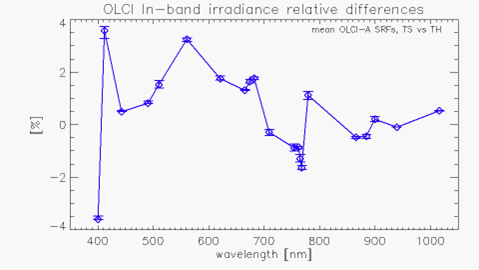 OLCI In-band irradiance relative differences
mean OLCI-A SRFs, TS vs TH
4
2
0
-2
-4
[%]
400 500 600 700 800 900 1000
wavelength [nm]